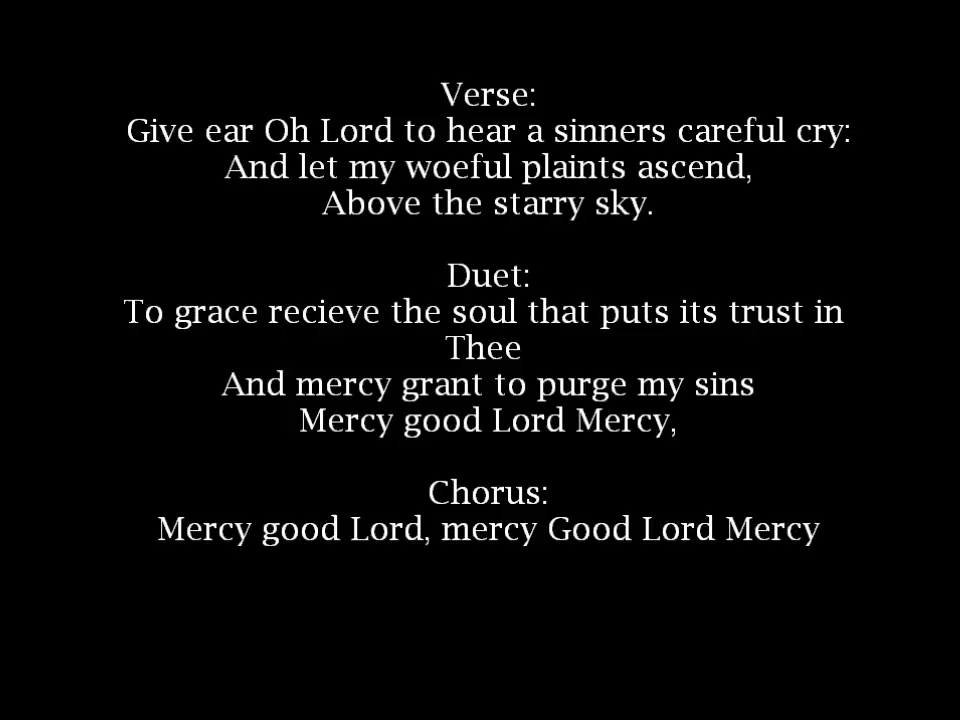 Verse:
Give ear Oh Lord to hear a sinners careful cry:
And let my woeful plaints ascend,
Above the starry sky.
Duet:
To grace recieve the soul that puts its trust in
Thee
And mercy grant to purge my sins
Mercy good Lord Mercy,
Chorus:
Mercy good Lord, mercy Good Lord Mercy